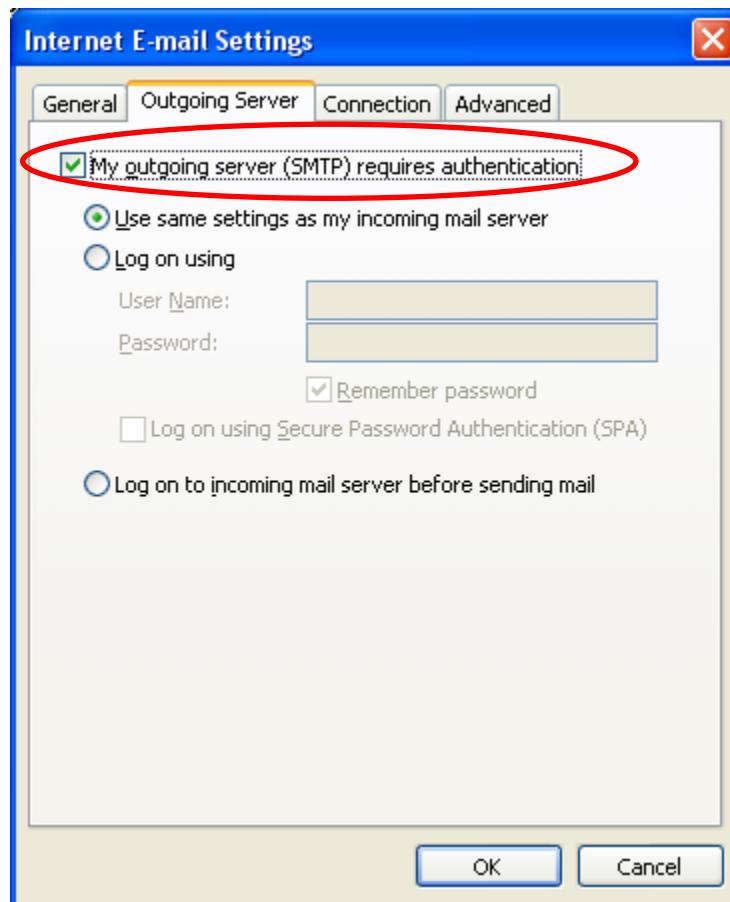 Internet E-mail Settings
General Outgoing Server Connection Advanced
My outgoing server (SMTP) requires authentication
Use same settings as my incoming mail server
Log on using
User Name:
Password:
Remember password
Log on using Secure Password Authentication (SPA)
Log on to incoming mail server before sending mail
OK Cancel